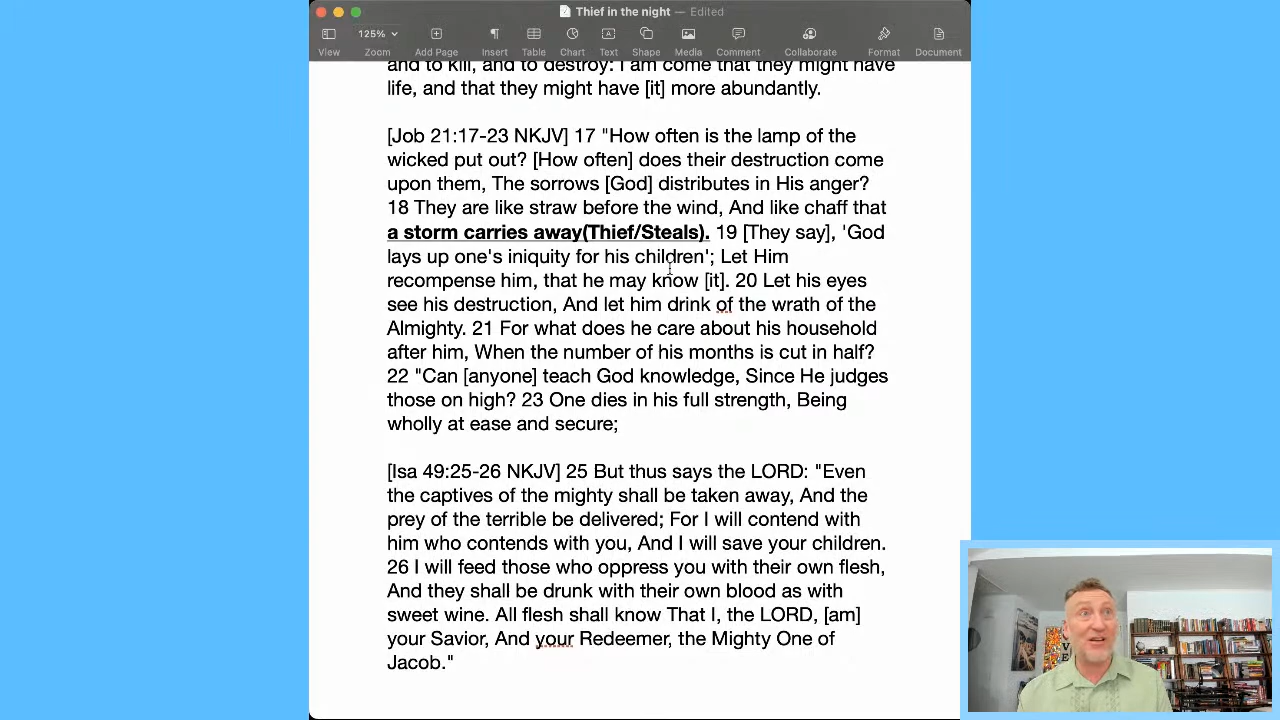 Thief in the night — Edited
125%
View Zoom Add Page Insert Table Chart Text Shape Media Comment Collaborate Format Document
and to kill, and to destroy: I am come that they might have
life, and that they might have [it] more abundantly.
[Job 21:17-23 NKJV] 17 "How often is the lamp of the
wicked put out? [How often] does their destruction come
upon them, The sorrows [God] distributes in His anger?
18 They are like straw before the wind, And like chaff that
a storm carries away(Thief/Steals). 19 [They say], 'God
lays up one's iniquity for his children'; Let Him
recompense him, that he may know [it]. 20 Let his eyes
see his destruction, And let him drink of the wrath of the
Almighty. 21 For what does he care about his household
after him, When the number of his months is cut in half?
22 "Can [anyone] teach God knowledge, Since He judges
those on high? 23 One dies in his full strength, Being
wholly at ease and secure;
[Isa 49:25-26 NKJV] 25 But thus says the LORD: "Even
the captives of the mighty shall be taken away, And the
prey of the terrible be delivered; For I will contend with
him who contends with you, And I will save your children.
26 I will feed those who oppress you with their own flesh,
And they shall be drunk with their own blood as with
sweet wine. All flesh shall know That I, the LORD, [am]
your Savior, And your Redeemer, the Mighty One of
Jacob."